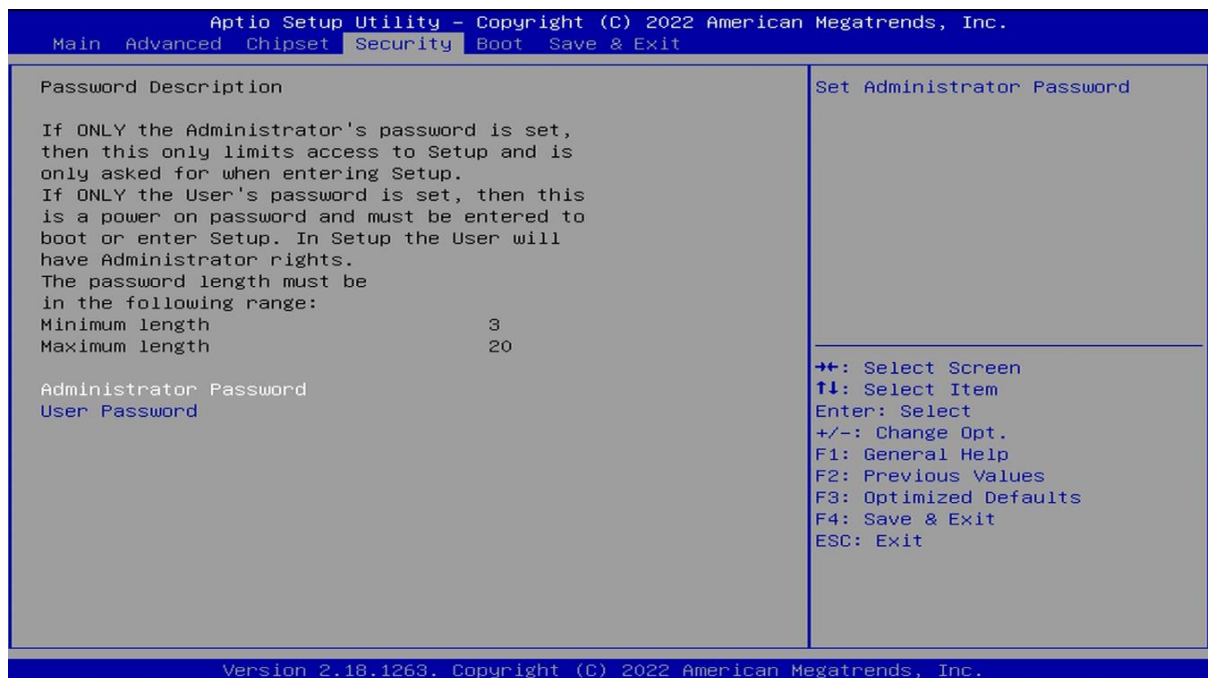 Aptio Setup Utility – Copyright (C) 2022 American Megatrends, Inc.
Main Advanced Chipset Security Boot Save & Exit
Password Description
If ONLY the Administrator's password is set,
then this only limits access to Setup and is
only asked for when entering Setup.
If ONLY the User's password is set, then this
is a power on password and must be entered to
boot or enter Setup. In Setup the User will
have Administrator rights.
The password length must be
in the following range:
Minimum length 3
Maximum length 20
Administrator Password
User Password
Set Administrator Password
→←: Select Screen
↑↓: Select Item
Enter: Select
+/-: Change Opt.
F1: General Help
F2: Previous Values
F3: Optimized Defaults
F4: Save & Exit
ESC: Exit
Version 2.18.1263. Copyright (C) 2022 American Megatrends, Inc.